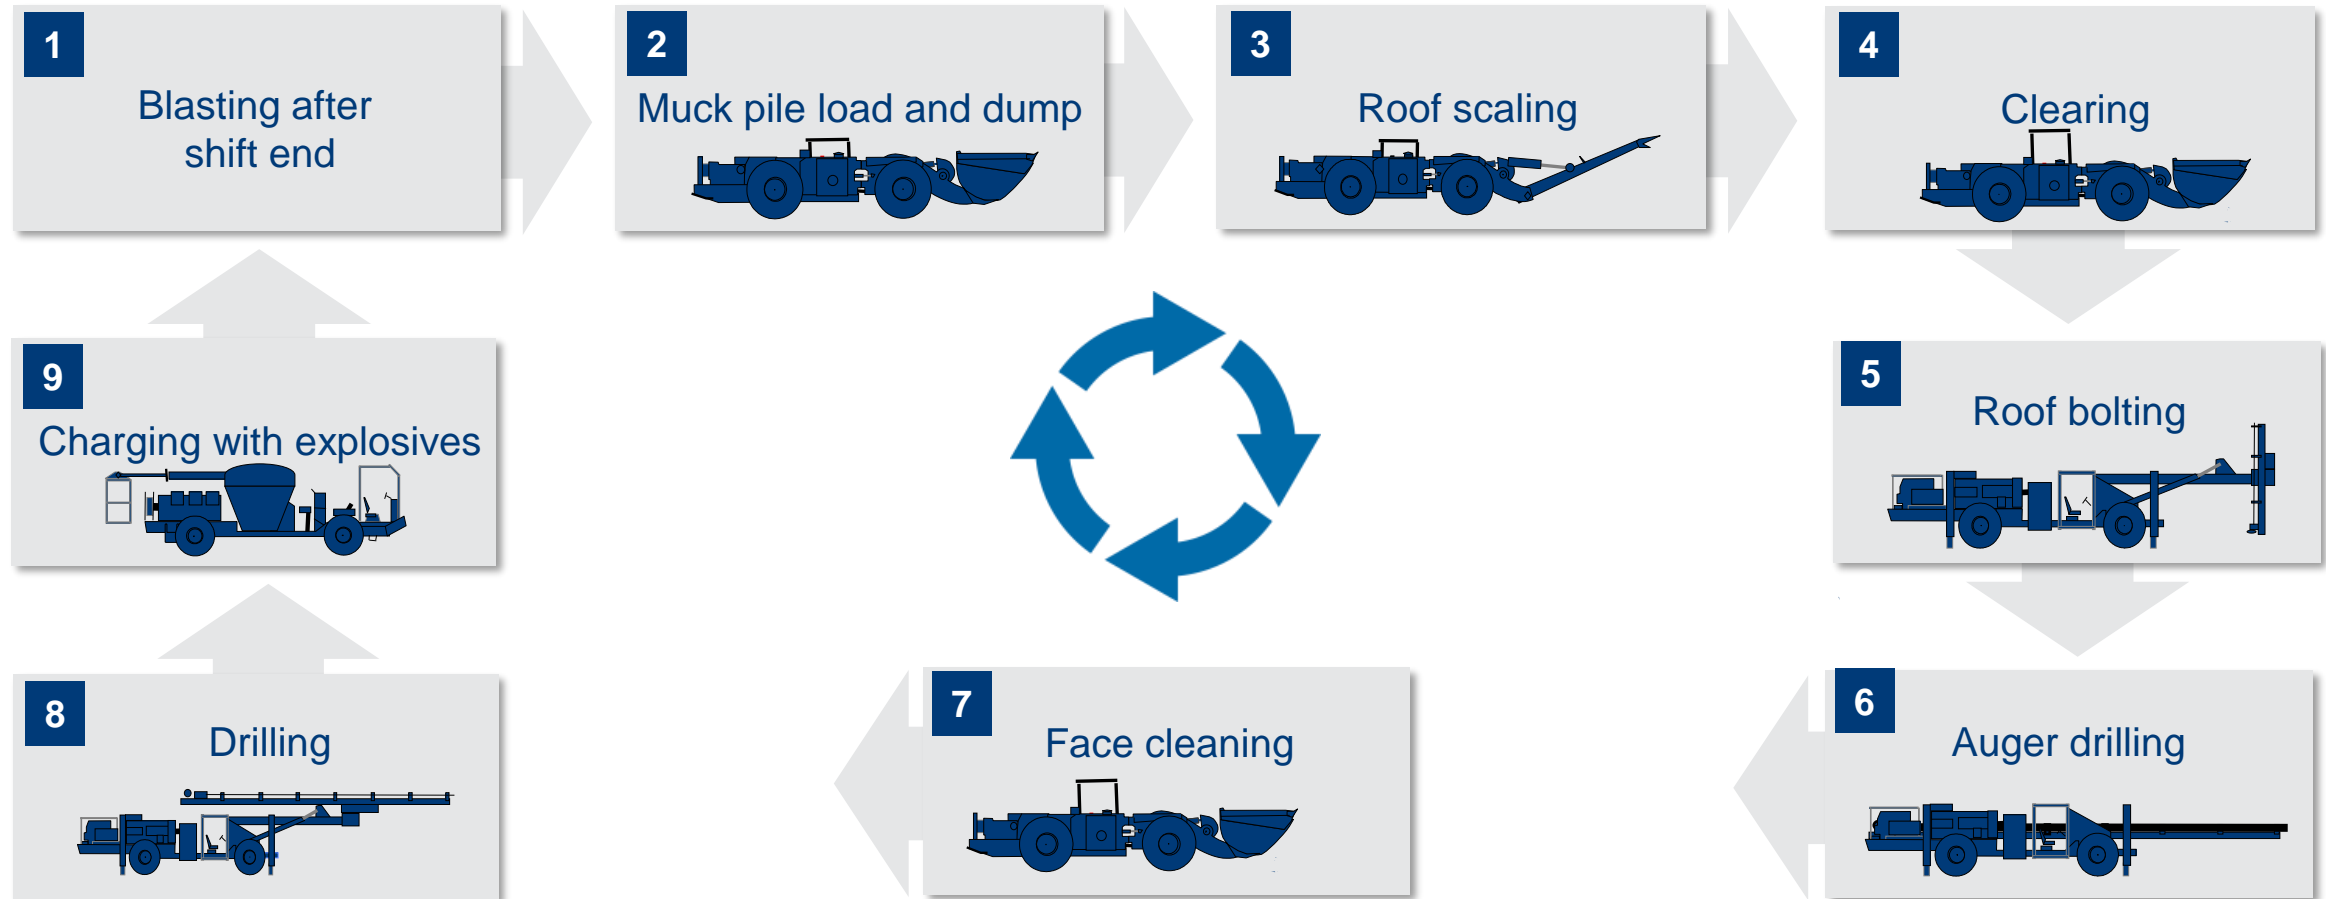 1
Blasting after
shift end
2
Muck pile load and dump
3
Roof scaling
4
Clearing
5
Roof bolting
6
Auger drilling
7
Face cleaning
8
Drilling
9
Charging with explosives